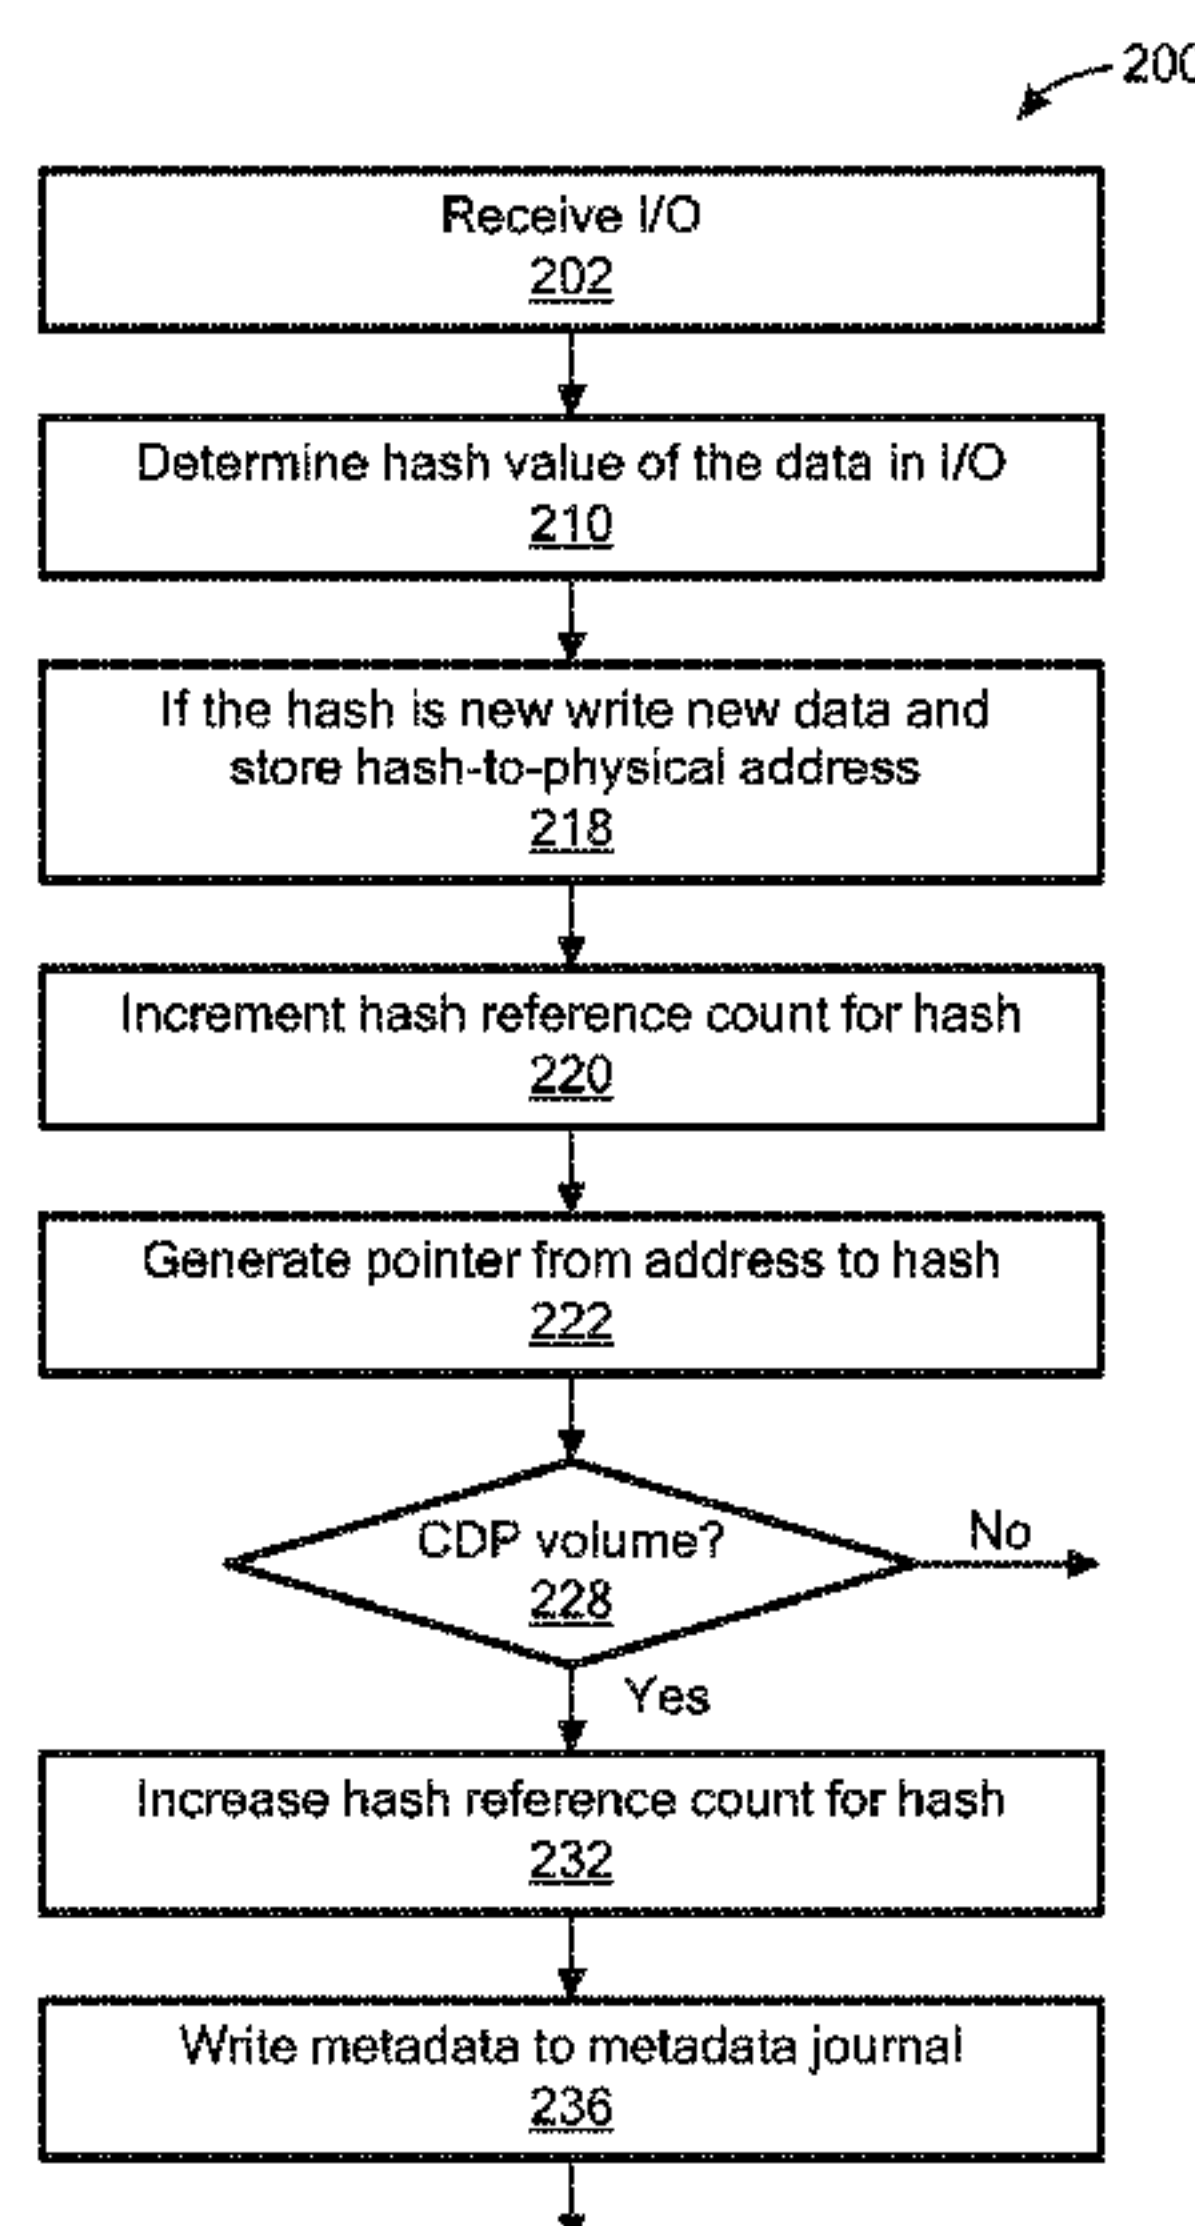 200
Receive I/O
202
Determine hash value of the data in I/O
210
If the hash is new write new data and
store hash-to-physical address
218
Increment hash reference count for hash
220
Generate pointer from address to hash
222
CDP volume?
228
No
Yes
Increase hash reference count for hash
232
Write metadata to metadata journal
236